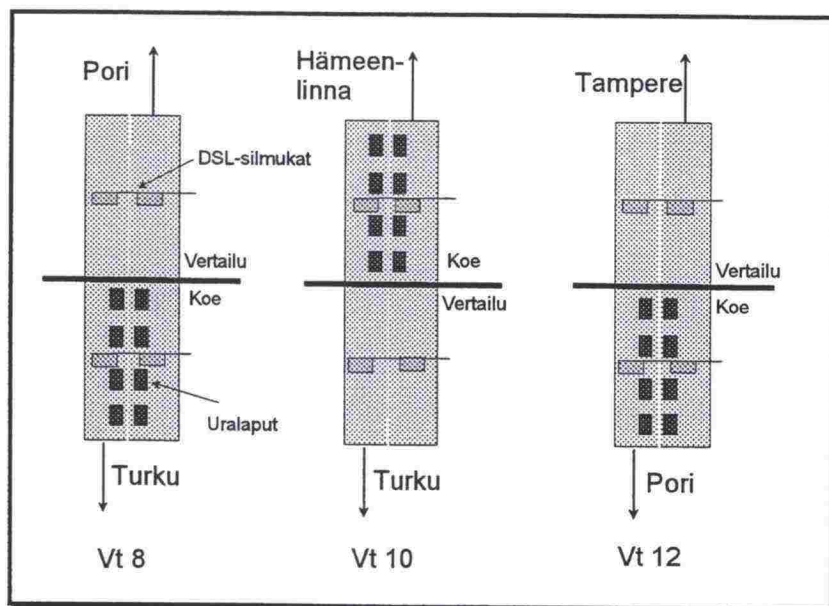 Pori
DSL-silmukat
Vertailu
Koe
Uralaput
Turku
Vt 8
Hämeen-
linna
Koe
Vertailu
Turku
Vt 10
Tampere
Vertailu
Koe
Pori
Vt 12